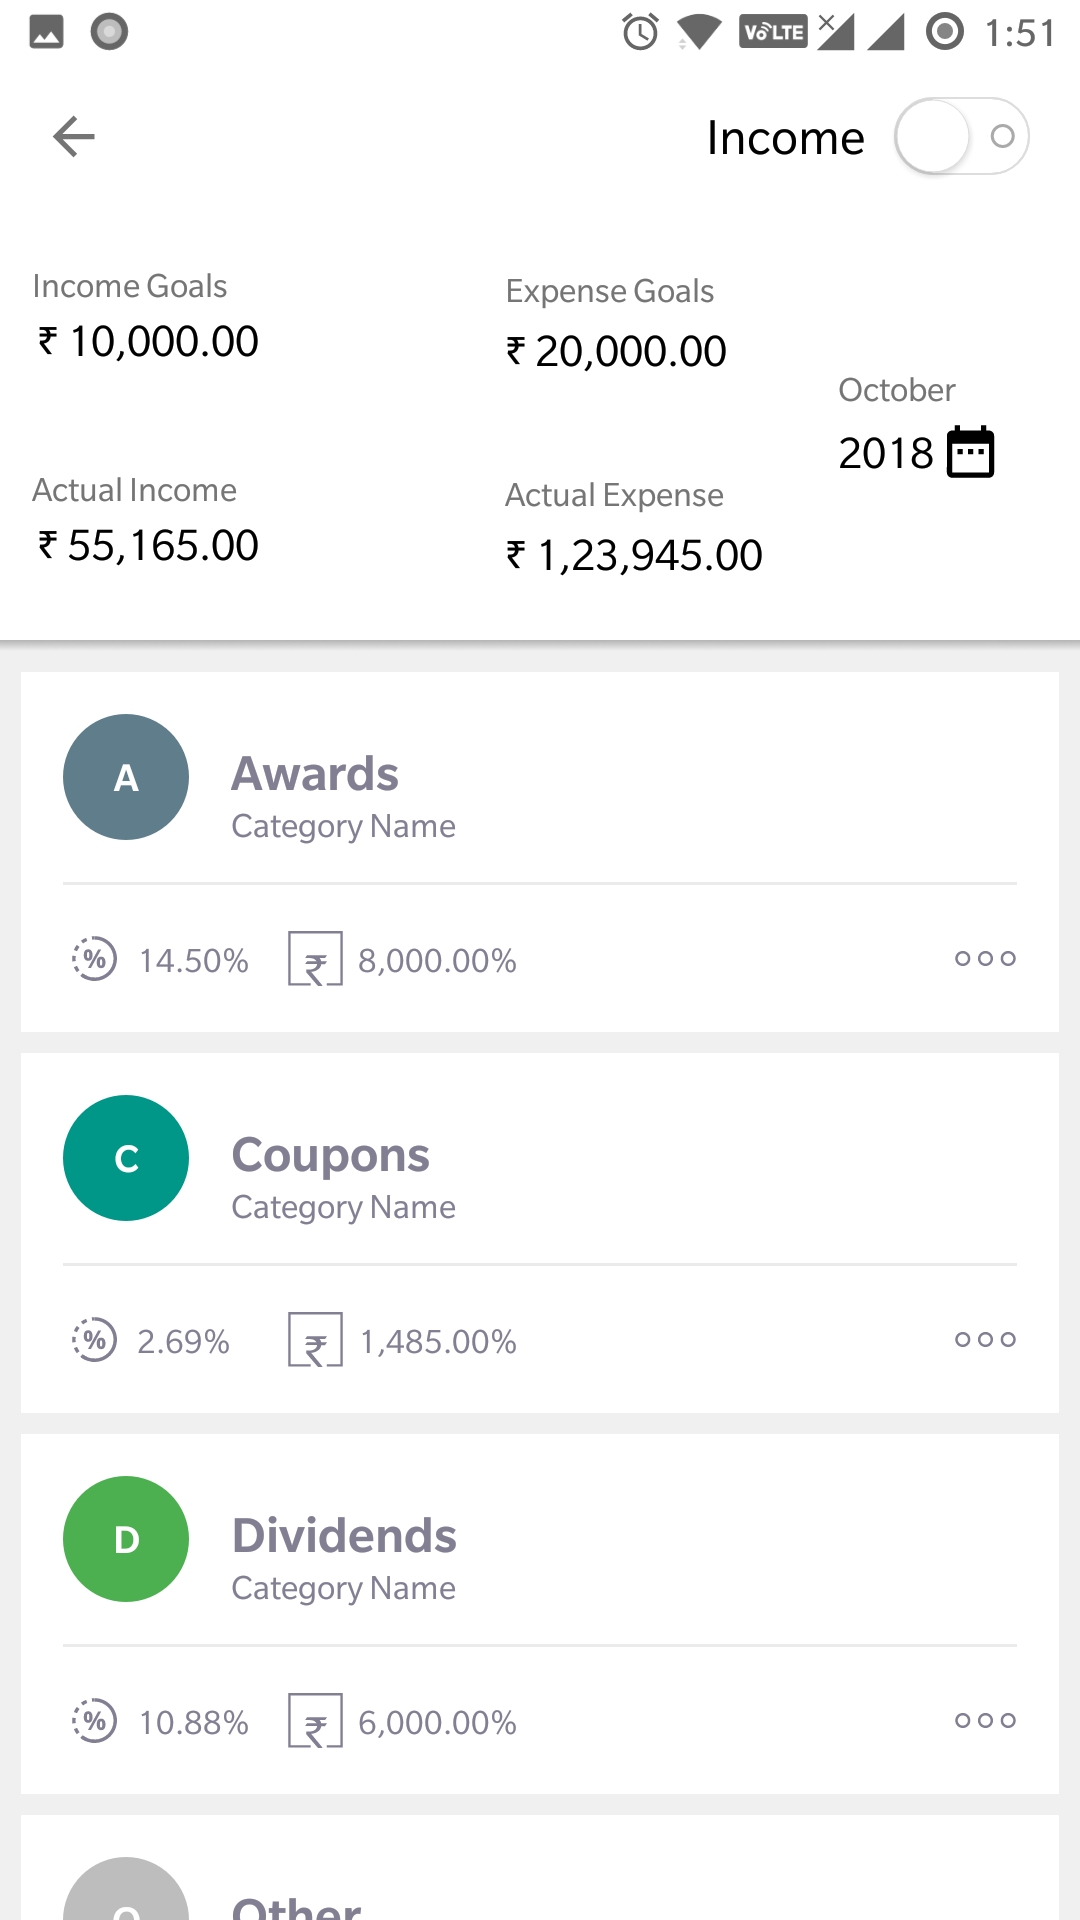 VoLTE 1:51
Income
Income Goals
₹ 10,000.00
Expense Goals
₹ 20,000.00
October
2018
Actual Income
₹ 55,165.00
Actual Expense
₹ 1,23,945.00
A
Awards
Category Name
% 14.50% ₹ 8,000.00%
C
Coupons
Category Name
% 2.69% ₹ 1,485.00%
D
Dividends
Category Name
% 10.88% ₹ 6,000.00%
O
Other